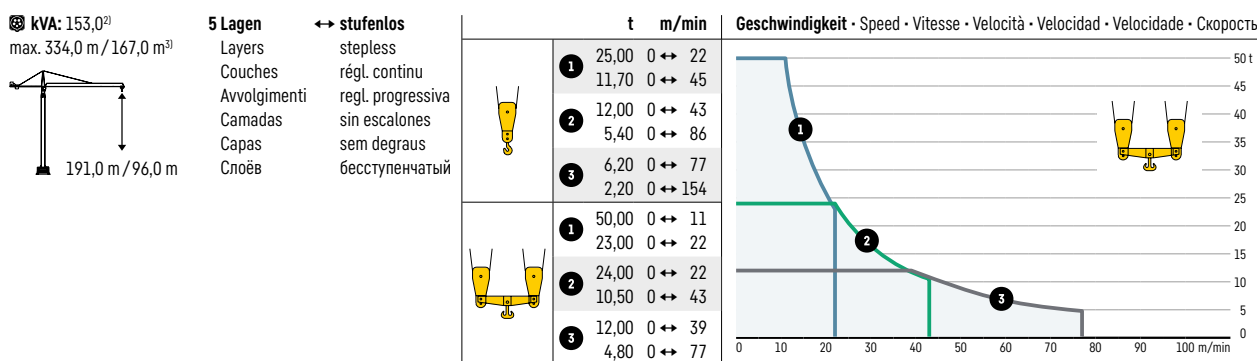 kVA: 153,0²⁾
max. 334,0 m / 167,0 m³⁾
191,0 m / 96,0 m
5 Lagen ↔ stufenlos
Layers stepless
Couches régl. continu
Avvolgimenti regl. progressiva
Camadas sin escalones
Capas sem degraus
Слоёв бесступенчатый
t m/min
1 25,00 0 ↔ 22
11,70 0 ↔ 45
2 12,00 0 ↔ 43
5,40 0 ↔ 86
3 6,20 0 ↔ 77
2,20 0 ↔ 154
1 50,00 0 ↔ 11
23,00 0 ↔ 22
2 24,00 0 ↔ 22
10,50 0 ↔ 43
3 12,00 0 ↔ 39
4,80 0 ↔ 77
Geschwindigkeit · Speed · Vitesse · Velocità · Velocidad · Velocidade · Скорость
50 t
45
40
1
35
30
25
20
2
15
10
3
5
0
0 10 20 30 40 50 60 70 80 90 100 m/min